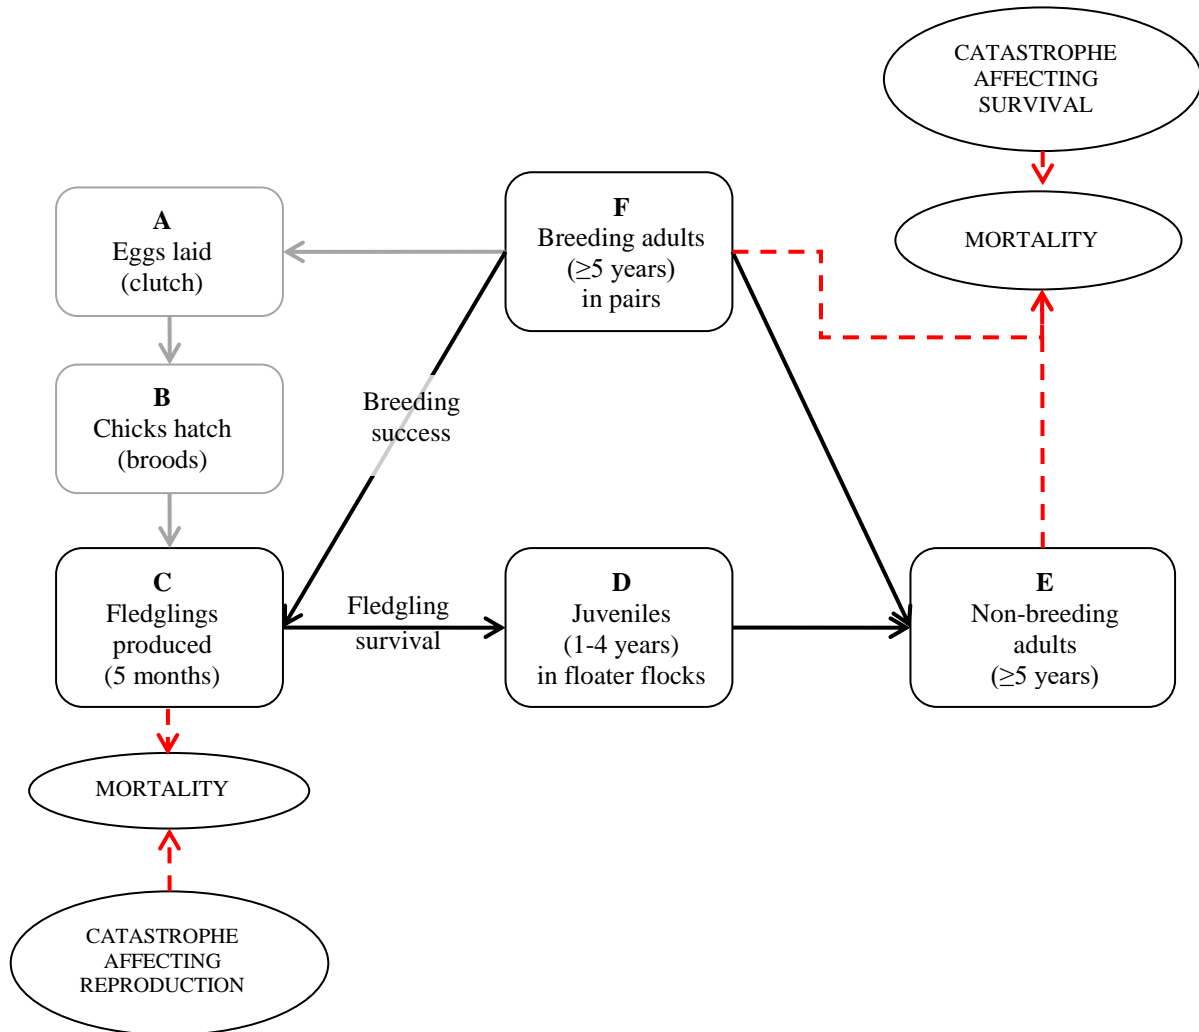 CATASTROPHE
AFFECTING
SURVIVAL
A
Eggs laid
(clutch)
F
Breeding adults
(≥5 years)
in pairs
MORTALITY
B
Chicks hatch
(broods)
Breeding
success
C
Fledglings
produced
(5 months)
Fledgling
survival
D
Juveniles
(1-4 years)
in floater flocks
E
Non-breeding
adults
(≥5 years)
MORTALITY
CATASTROPHE
AFFECTING
REPRODUCTION